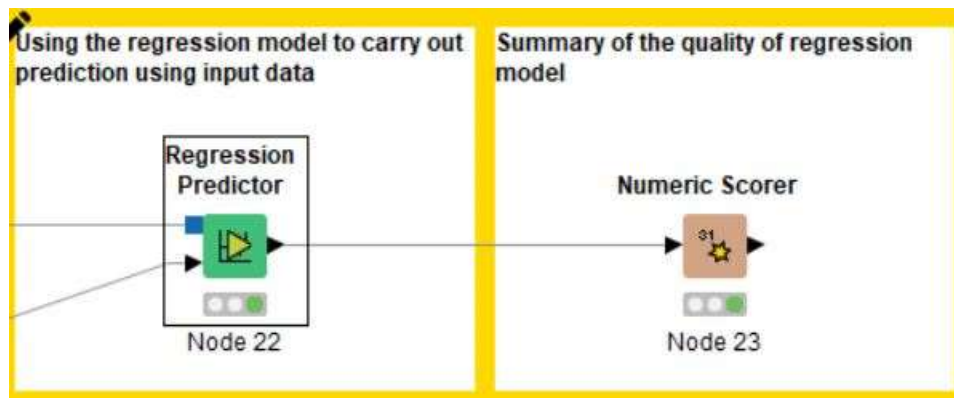 Using the regression model to carry out
prediction using input data
Regression
Predictor
Node 22
Summary of the quality of regression
model
Numeric Scorer
31
Node 23